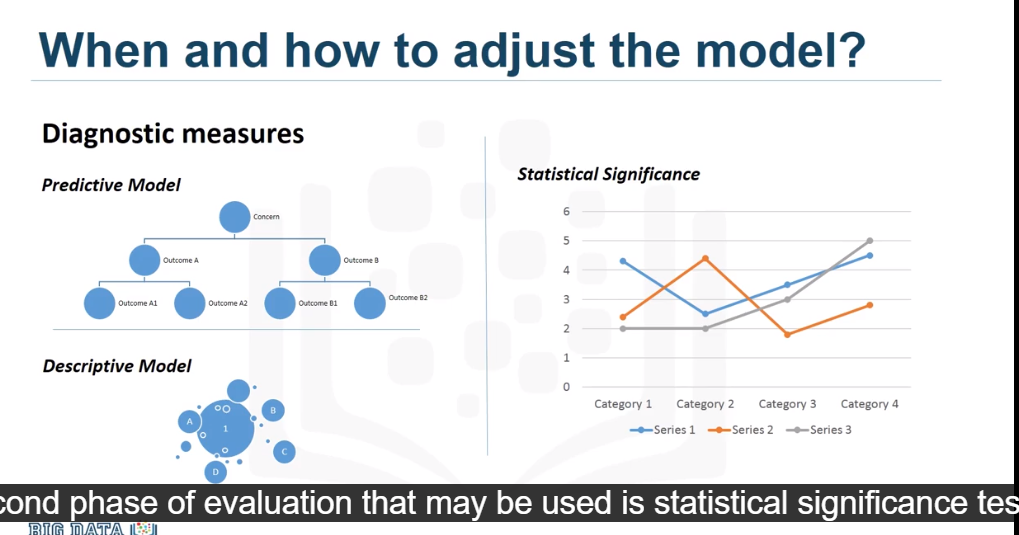 When and how to adjust the model?
Diagnostic measures
Predictive Model
Concern
Outcome A
Outcome B
Outcome A1
Outcome A2
Outcome B1
Outcome B2
Descriptive Model
A
B
1
C
D
Statistical Significance
6
5
4
3
2
1
0
Category 1 Category 2 Category 3 Category 4
Series 1 Series 2 Series 3
cond phase of evaluation that may be used is statistical significance tes
BIG DATA